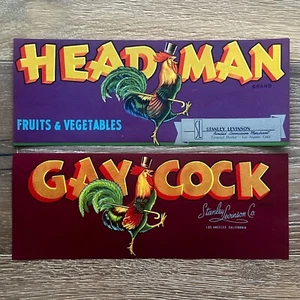 HEAD MAN
BRAND
FRUITS & VEGETABLES
STANLEY LEVINSON
GAY COCK
Stanley Levinson Co
LOS ANGELES, CALIFORNIA